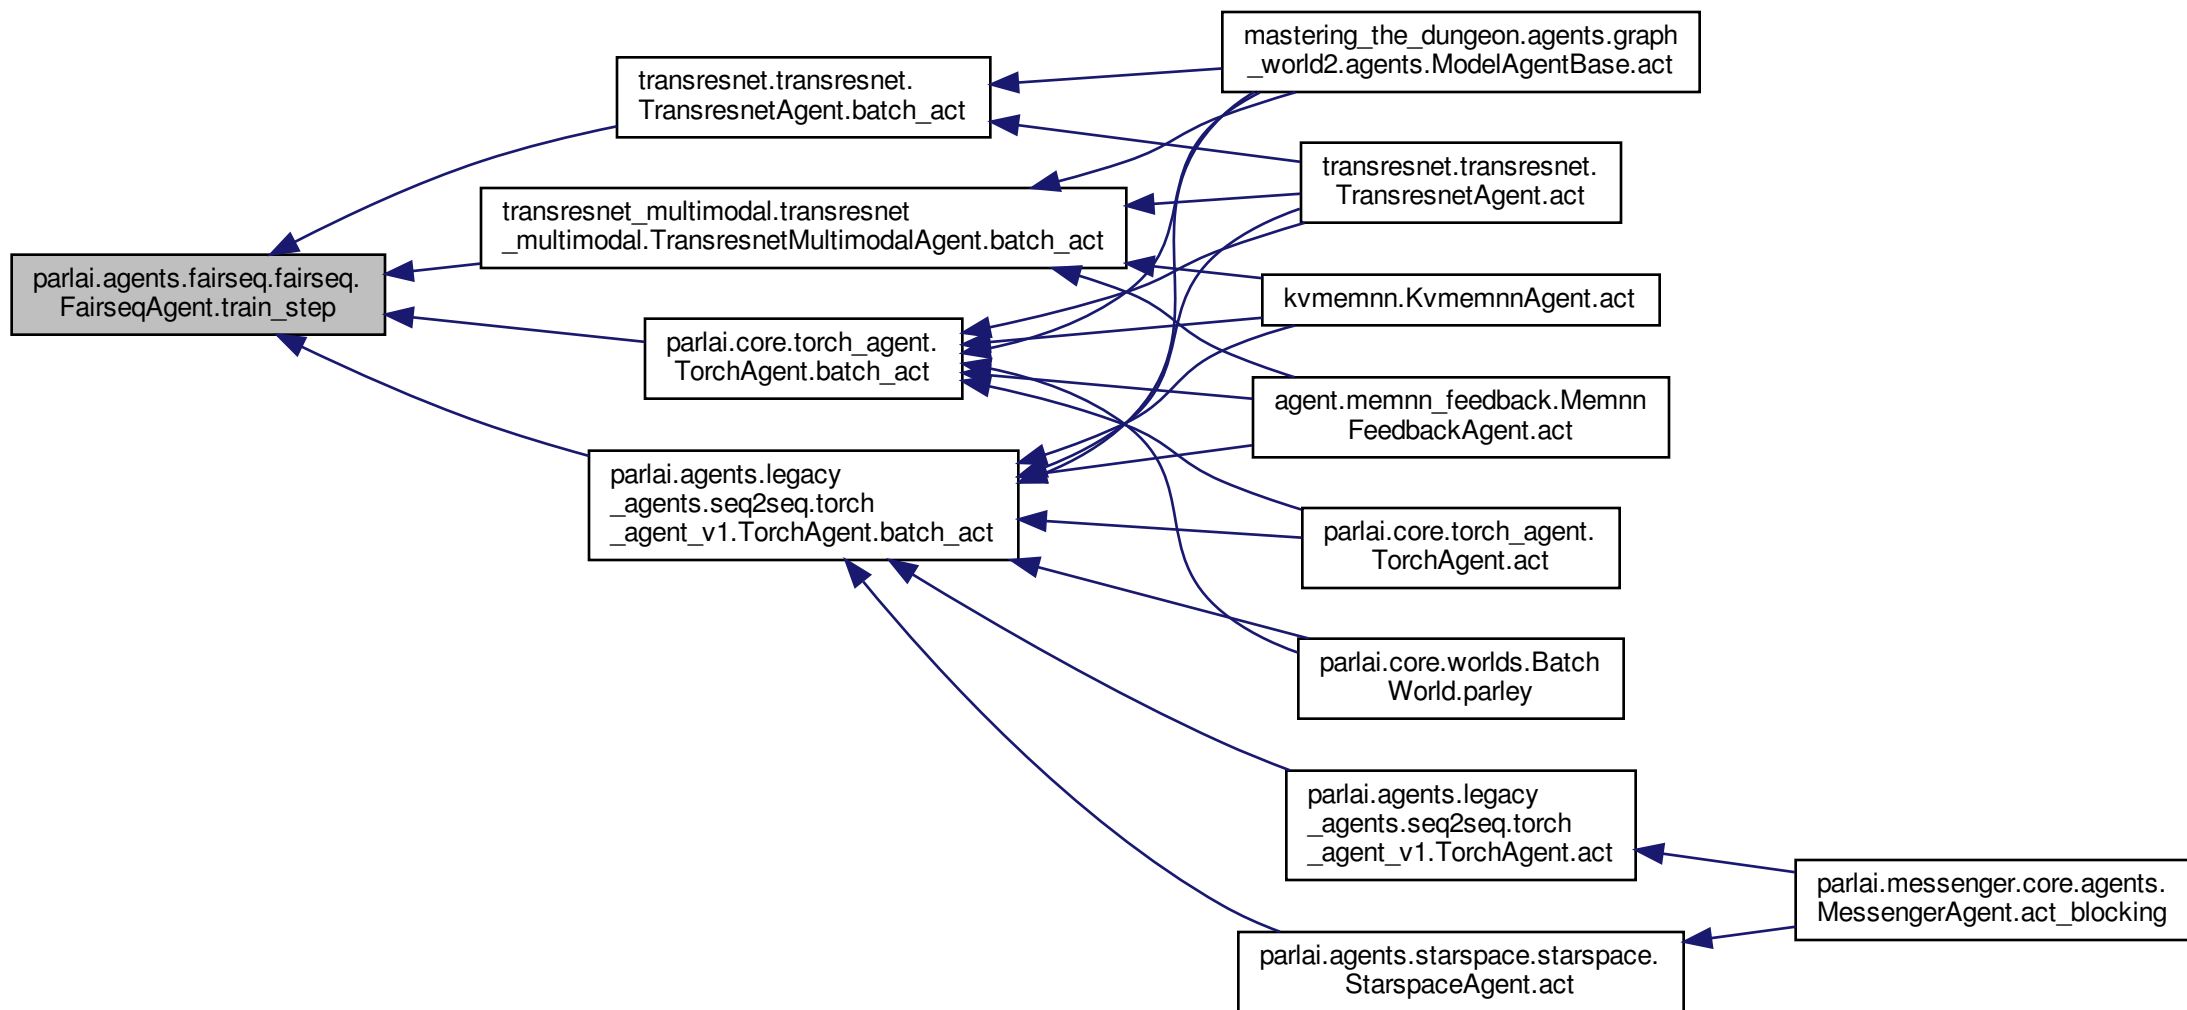 parlai.agents.fairseq.fairseq.
FairseqAgent.train_step
transresnet.transresnet.
TransresnetAgent.batch_act
transresnet_multimodal.transresnet
_multimodal.TransresnetMultimodalAgent.batch_act
parlai.core.torch_agent.
TorchAgent.batch_act
parlai.agents.legacy
_agents.seq2seq.torch
_agent_v1.TorchAgent.batch_act
mastering_the_dungeon.agents.graph
_world2.agents.ModelAgentBase.act
transresnet.transresnet.
TransresnetAgent.act
kvmemnn.KvmemnnAgent.act
agent.memnn_feedback.Memnn
FeedbackAgent.act
parlai.core.torch_agent.
TorchAgent.act
parlai.core.worlds.Batch
World.parley
parlai.agents.legacy
_agents.seq2seq.torch
_agent_v1.TorchAgent.act
parlai.agents.starspace.starspace.
StarspaceAgent.act
parlai.messenger.core.agents.
MessengerAgent.act_blocking